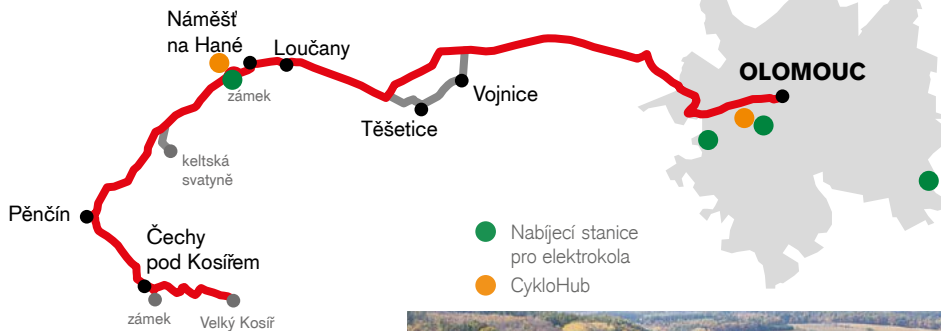 Náměšť
na Hané
Loučany
zámek
OLOMOUC
Vojnice
Těšetice
keltská
svatyně
Pěnčín
Nabíjecí stanice
pro elektrokola
CykloHub
Čechy
pod Kosířem
zámek
Velký Kosíř